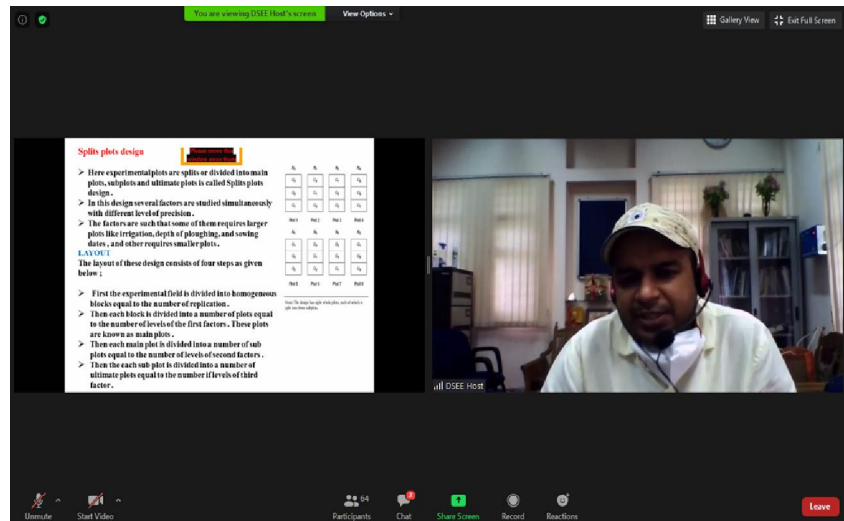 You are viewing DSEE Host's screen
View Options
Gallery View
Exit Full Screen
Splits plots design
Please move this
window away from
➢ Here experimental plots are splits or divided into main
plots, subplots and ultimate plots is called Splits plots
design .
➢ In this design several factors are studied simultaneously
with different level of precision .
➢ The factors are such that some of them requires larger
plots like irrigation, depth of ploughing, and sowing
dates , and other requires smaller plots .
LAYOUT
The layout of these design consists of four steps as given
below ;
➢ First the experimental field is divided into homogeneous
blocks equal to the number of replication .
➢ Then each block is divided into a number of plots equal
to the number of levels of the first factors . These plots
are known as main plots .
➢ Then each main plot is divided into a number of sub
plots equal to the number of levels of second factors .
➢ Then the each sub plot is divided into a number of
ultimate plots equal to the number if levels of third
factor .
DSEE Host
Unmute
Start Video
64
Participants
3
Chat
Share Screen
Record
Reactions
Leave